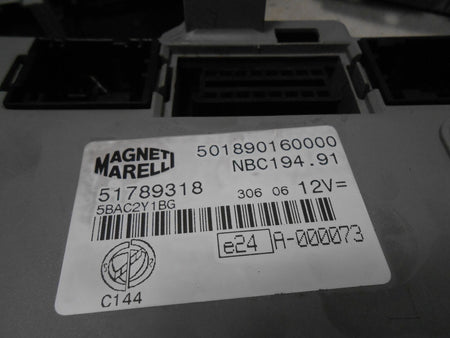 MAGNETI MARELLI
501890160000
NBC194.91
51789318
306 06 12V=
5BAC2Y1BG
e24 A-000073
C144